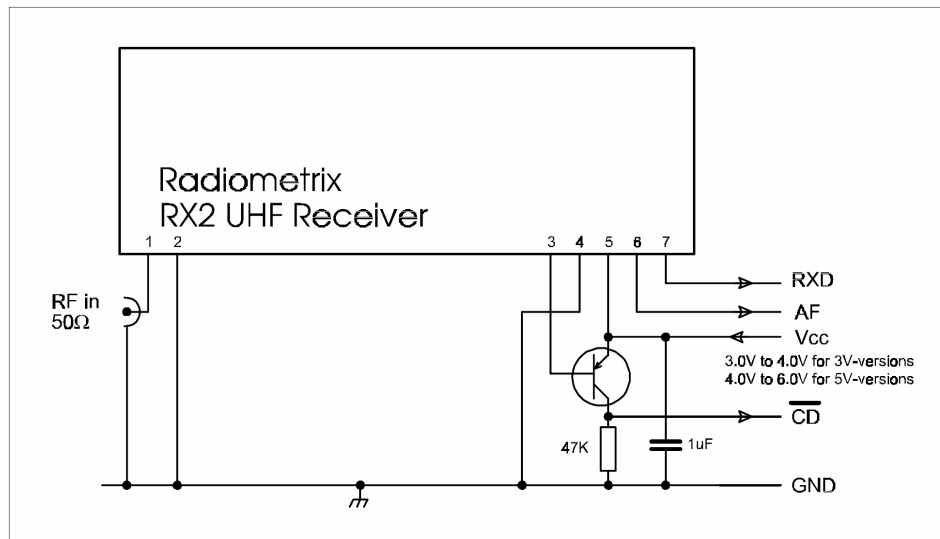 Radiometrix
RX2 UHF Receiver
1 2 3 4 5 6 7
RF in
50Ω
RXD
AF
Vcc
3.0V to 4.0V for 3V-versions
4.0V to 6.0V for 5V-versions
C̅D̅
47K
1uF
GND